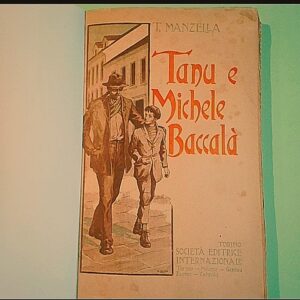 T. MANZELLA
Tanu e
Michele
Baccalà
TORINO
SOCIETÀ EDITRICE
INTERNAZIONALE